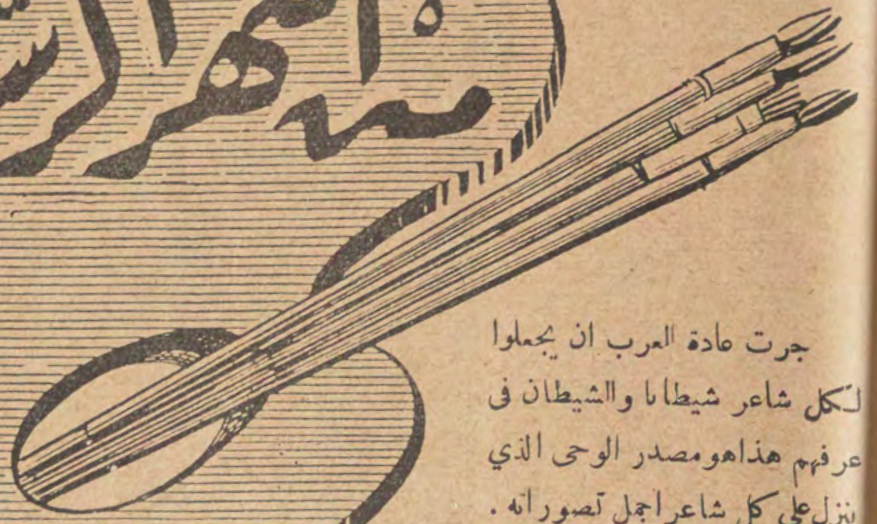 جرت عادة العرب ان يجعلوا
لكل شاعر شيطانا والشيطان فى
عرفهم هذا هو مصدر الوحى الذي
ينزل على كل شاعر اجمل تصوراته .